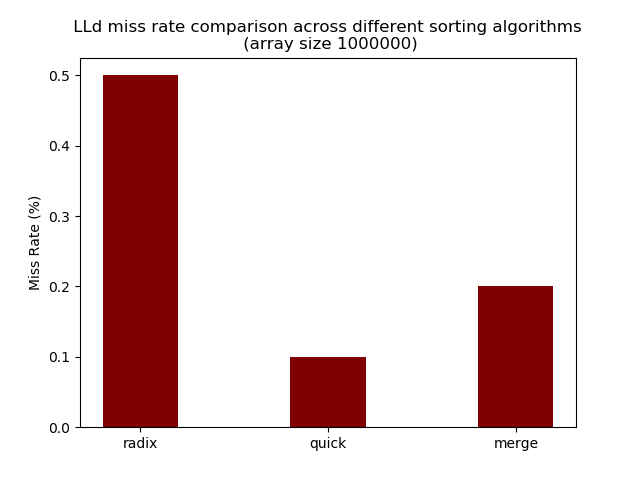 LLd miss rate comparison across different sorting algorithms
(array size 1000000)
Miss Rate (%)
0.5
0.4
0.3
0.2
0.1
0.0
radix
quick
merge